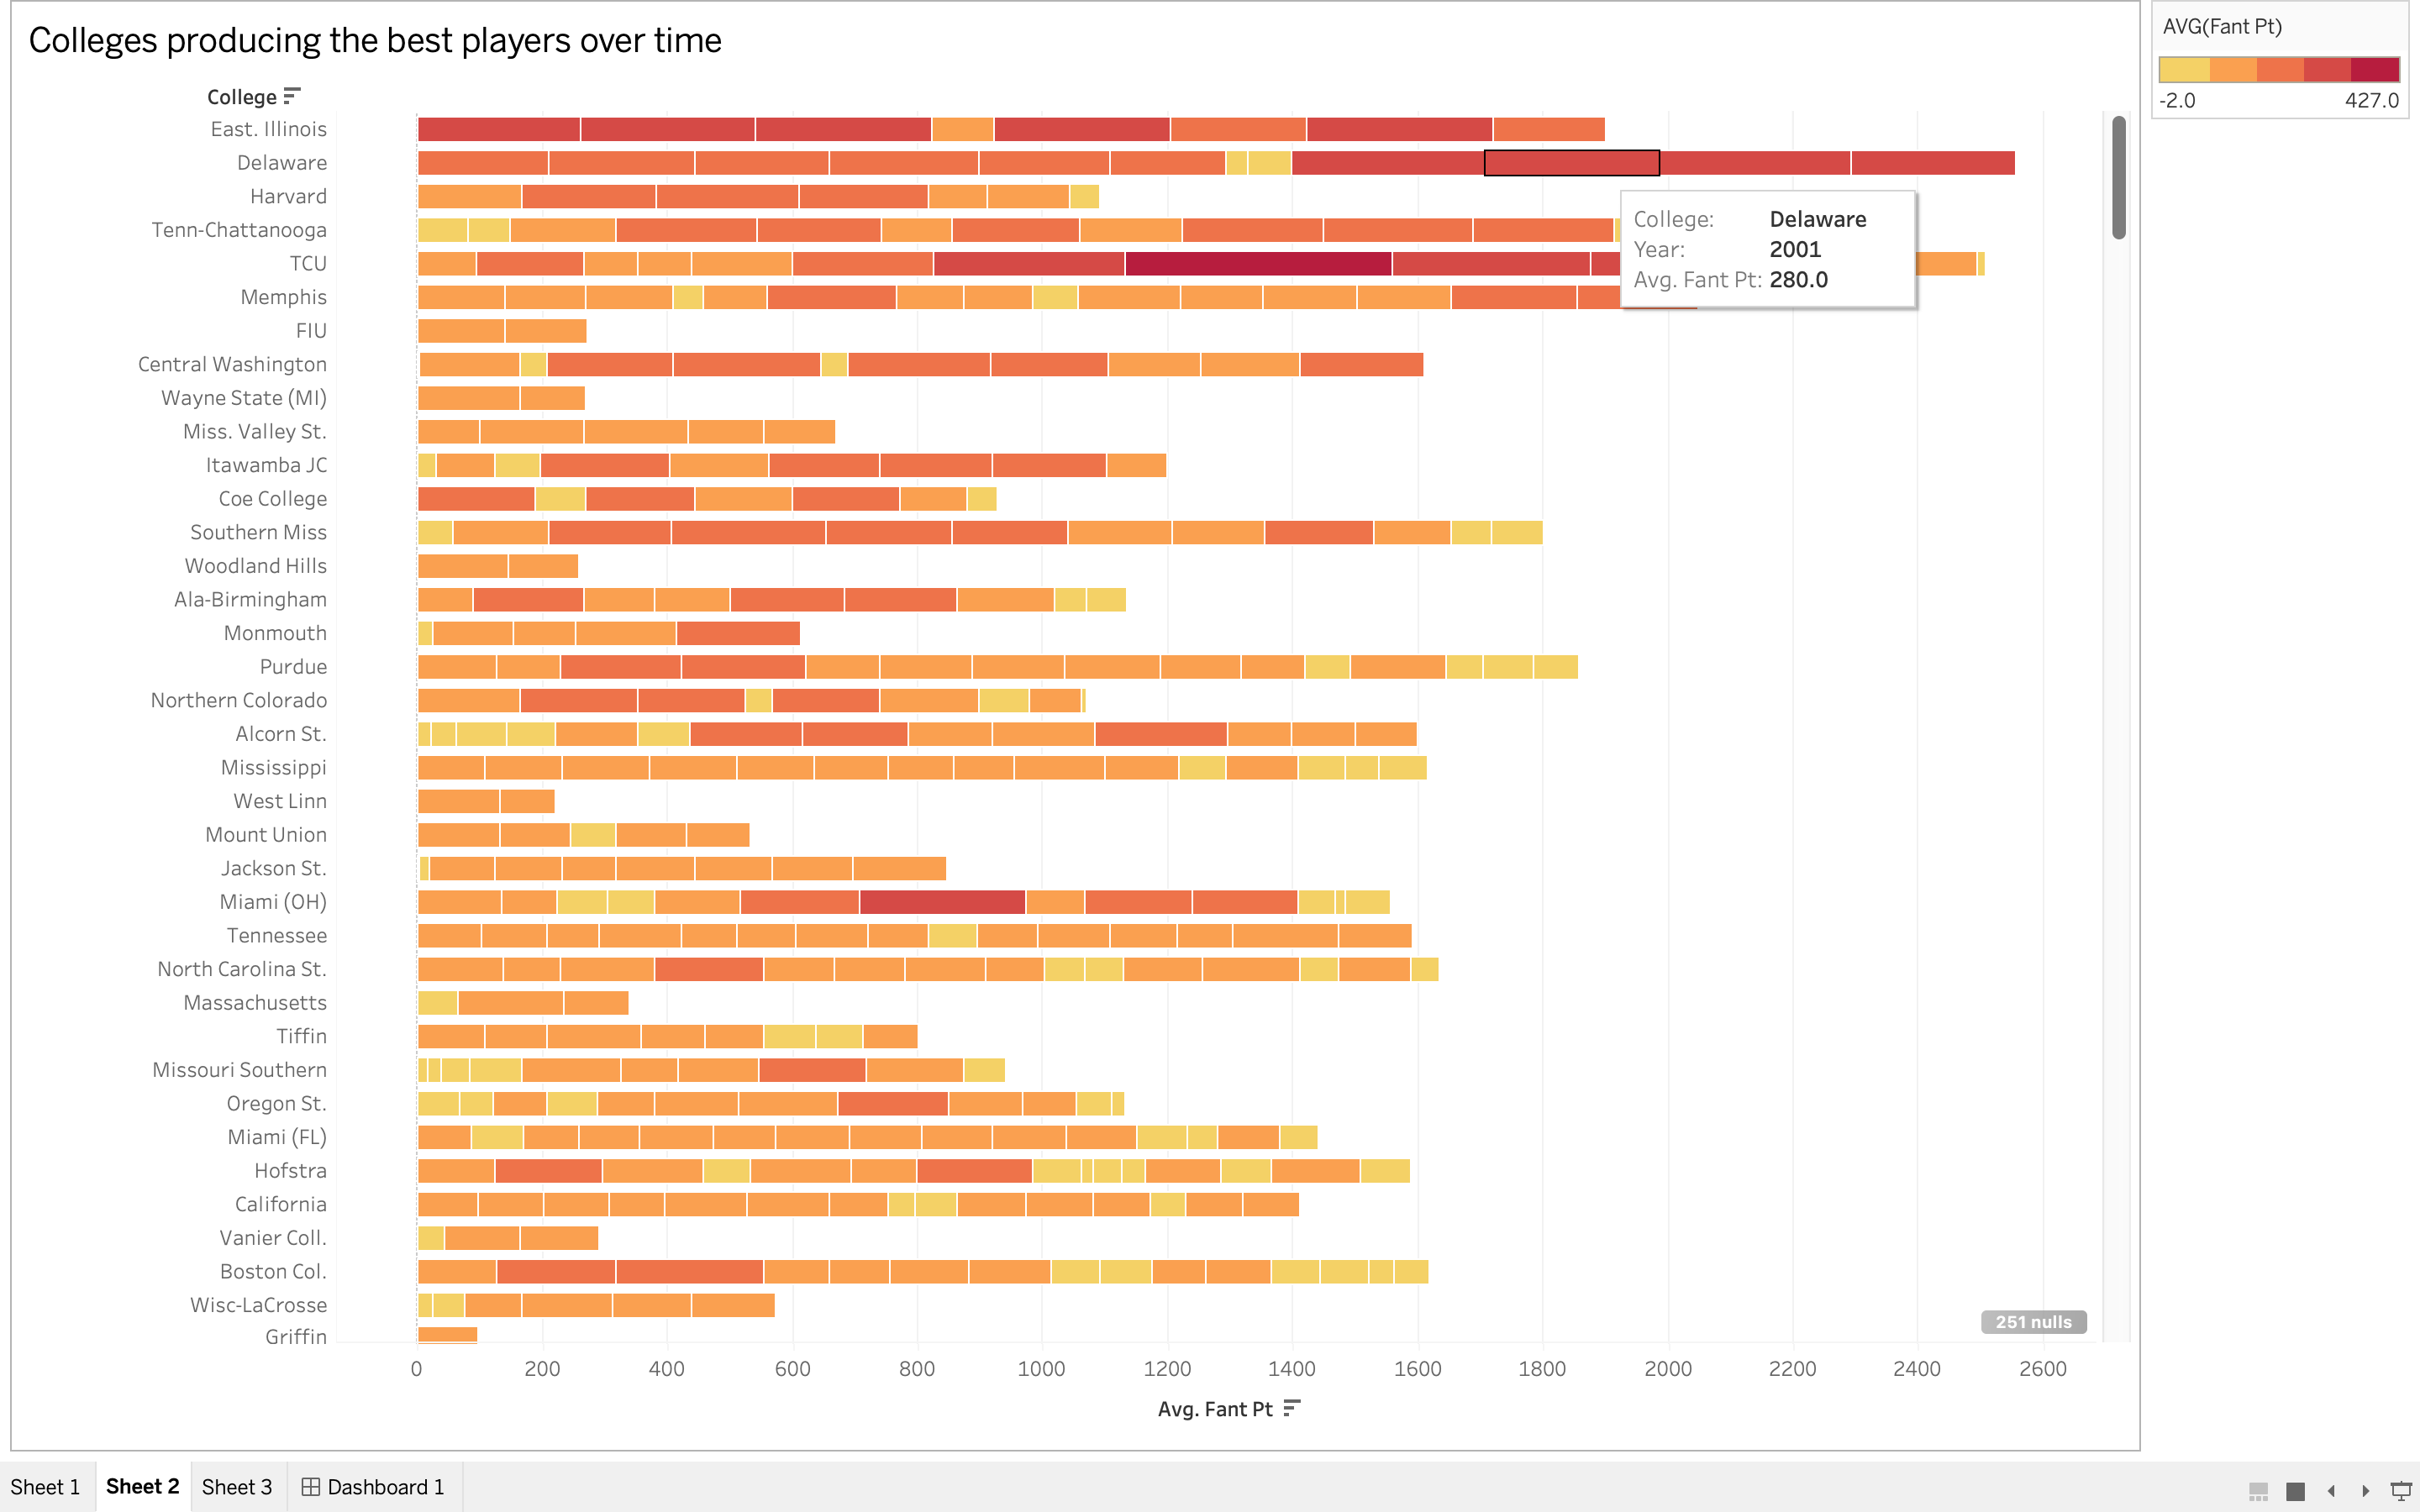 Colleges producing the best players over time
AVG(Fant Pt)
-2.0 427.0
College
East. Illinois
Delaware
Harvard
Tenn-Chattanooga
TCU
Memphis
FIU
Central Washington
Wayne State (MI)
Miss. Valley St.
Itawamba JC
Coe College
Southern Miss
Woodland Hills
Ala-Birmingham
Monmouth
Purdue
Northern Colorado
Alcorn St.
Mississippi
West Linn
Mount Union
Jackson St.
Miami (OH)
Tennessee
North Carolina St.
Massachusetts
Tiffin
Missouri Southern
Oregon St.
Miami (FL)
Hofstra
California
Vanier Coll.
Boston Col.
Wisc-LaCrosse
Griffin
College: Delaware
Year: 2001
Avg. Fant Pt: 280.0
251 nulls
0 200 400 600 800 1000 1200 1400 1600 1800 2000 2200 2400 2600
Avg. Fant Pt
Sheet 1 Sheet 2 Sheet 3 Dashboard 1